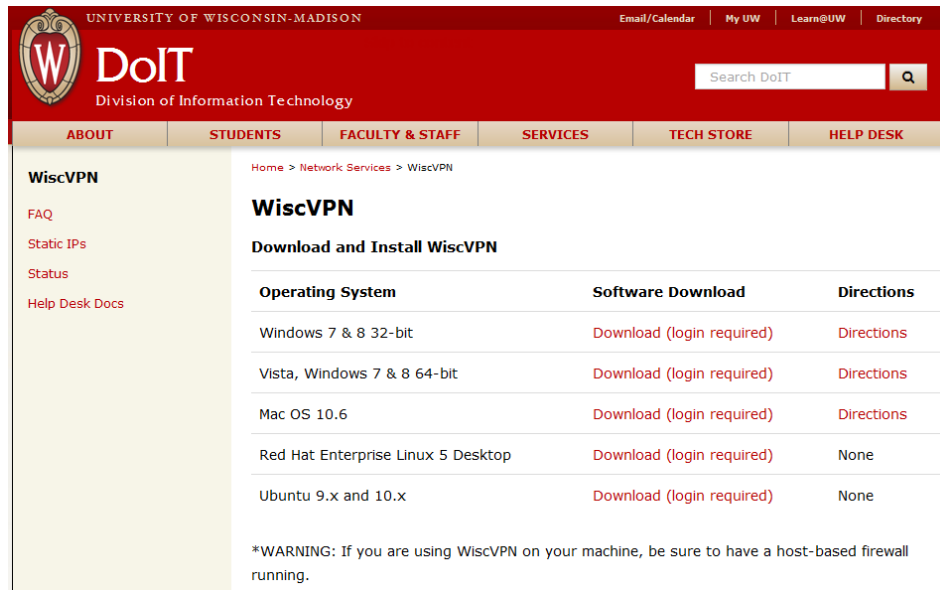 UNIVERSITY OF WISCONSIN-MADISON
Email/Calendar My UW Learn@UW Directory
W
DoIT
Search DoIT
Division of Information Technology
ABOUT STUDENTS FACULTY & STAFF SERVICES TECH STORE HELP DESK
WiscVPN
FAQ
Static IPs
Status
Help Desk Docs
Home > Network Services > WiscVPN
WiscVPN
Download and Install WiscVPN
Operating System Software Download Directions
Windows 7 & 8 32-bit Download (login required) Directions
Vista, Windows 7 & 8 64-bit Download (login required) Directions
Mac OS 10.6 Download (login required) Directions
Red Hat Enterprise Linux 5 Desktop Download (login required) None
Ubuntu 9.x and 10.x Download (login required) None
*WARNING: If you are using WiscVPN on your machine, be sure to have a host-based firewall
running.